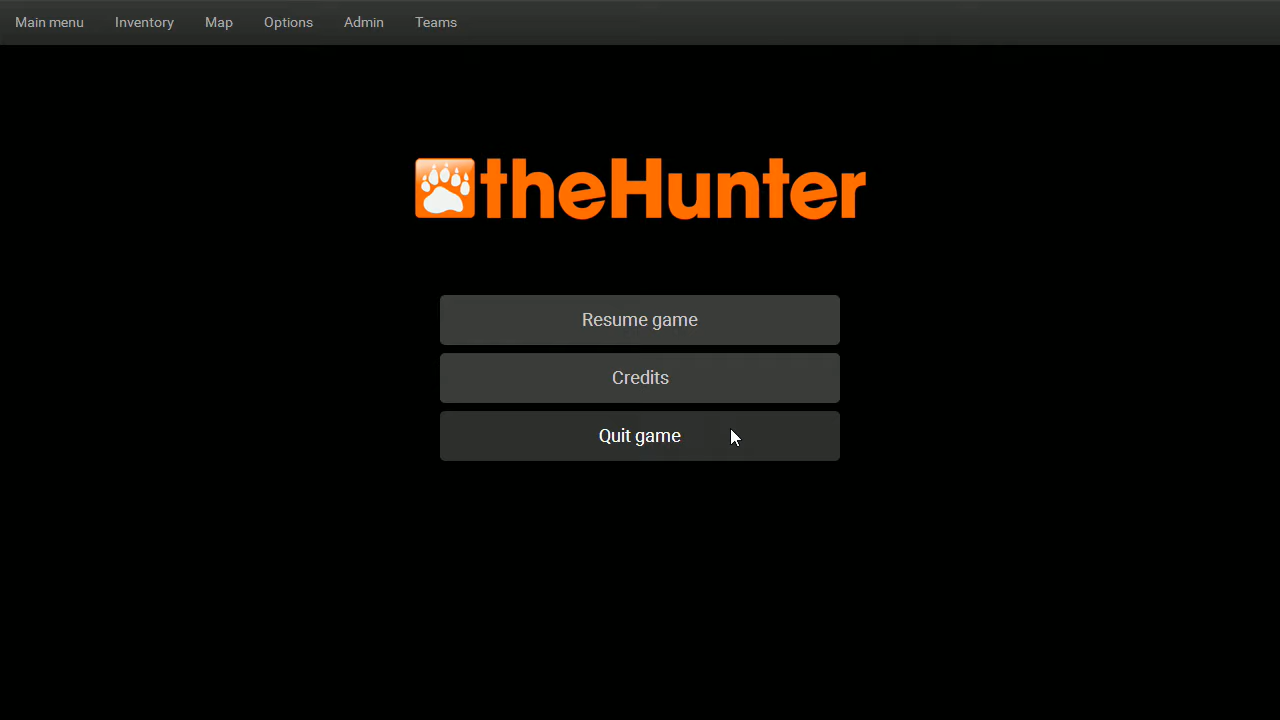 Main menu Inventory Map Options Admin Teams
theHunter
Resume game
Credits
Quit game